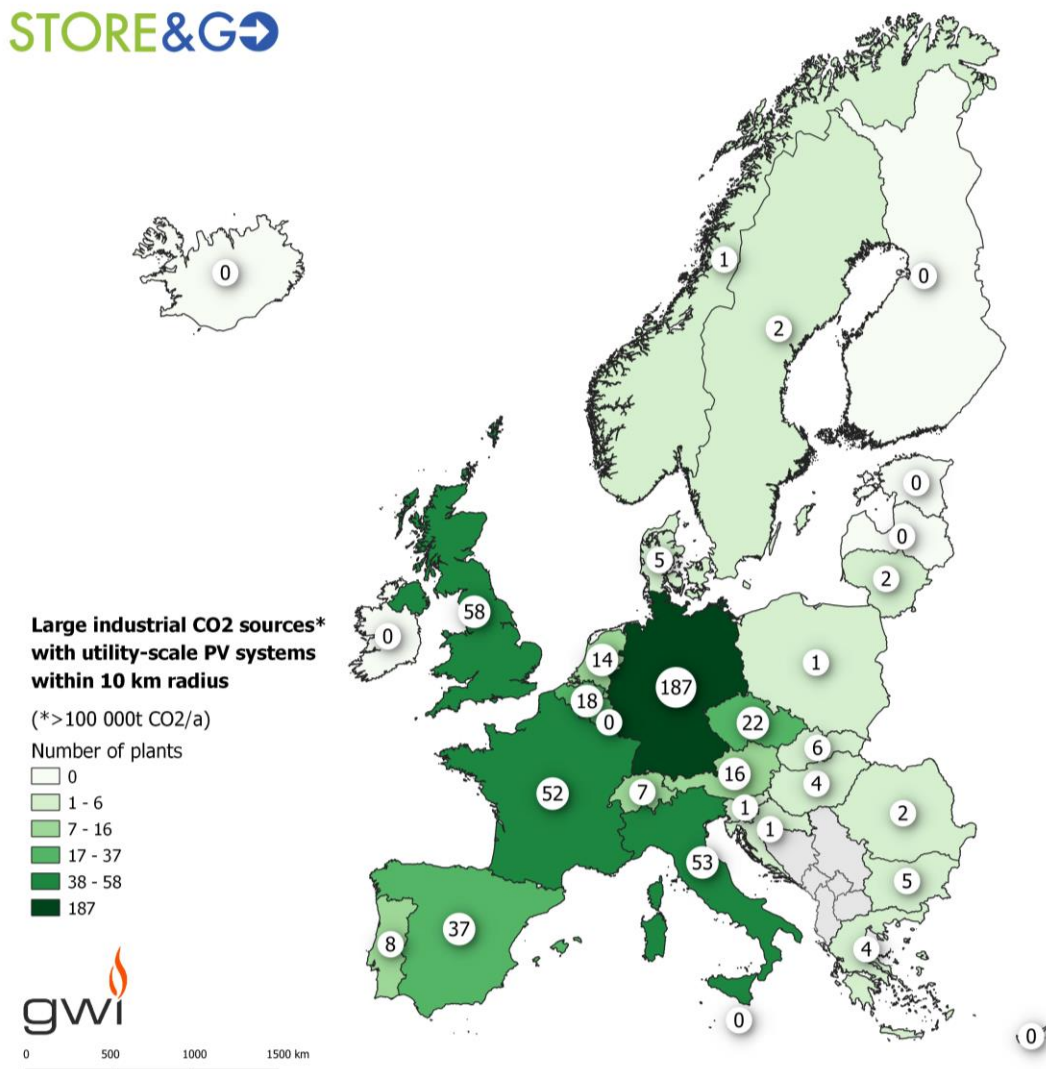 STORE&GO
0
1
0
2
0
0
5
2
58
0
14
1
187
18
0
22
6
16
4
7
52
1
2
1
53
5
37
8
4
0
0
Large industrial CO2 sources*
with utility-scale PV systems
within 10 km radius
(*>100 000t CO2/a)
Number of plants
0
1 - 6
7 - 16
17 - 37
38 - 58
187
gwi
0 500 1000 1500 km